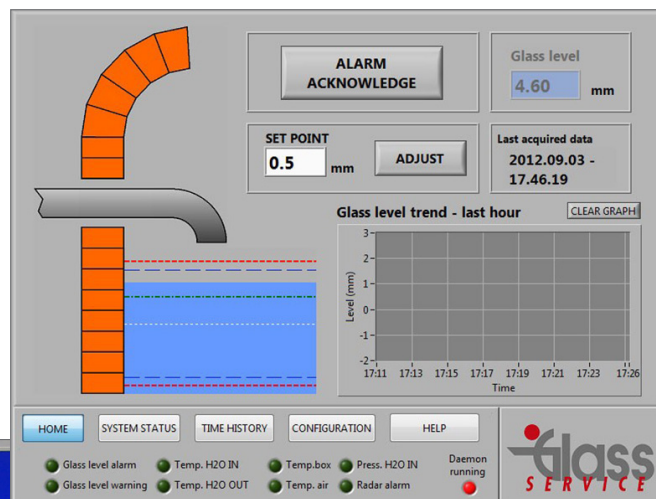 ALARM
ACKNOWLEDGE
Glass level
4.60 mm
SET POINT
0.5 mm
ADJUST
Last acquired data
2012.09.03 -
17.46.19
Glass level trend - last hour
CLEAR GRAPH
3-
2-
1-
0-
-1-
-2-
Level (mm)
17:11 17:13 17:15 17:17 17:19 17:21 17:23 17:26
Time
HOME
SYSTEM STATUS
TIME HISTORY
CONFIGURATION
HELP
Glass level alarm
Temp. H2O IN
Temp.box
Press. H2O IN
Daemon
running
Glass level warning
Temp. H2O OUT
Temp. air
Radar alarm
Glass
SERVICE